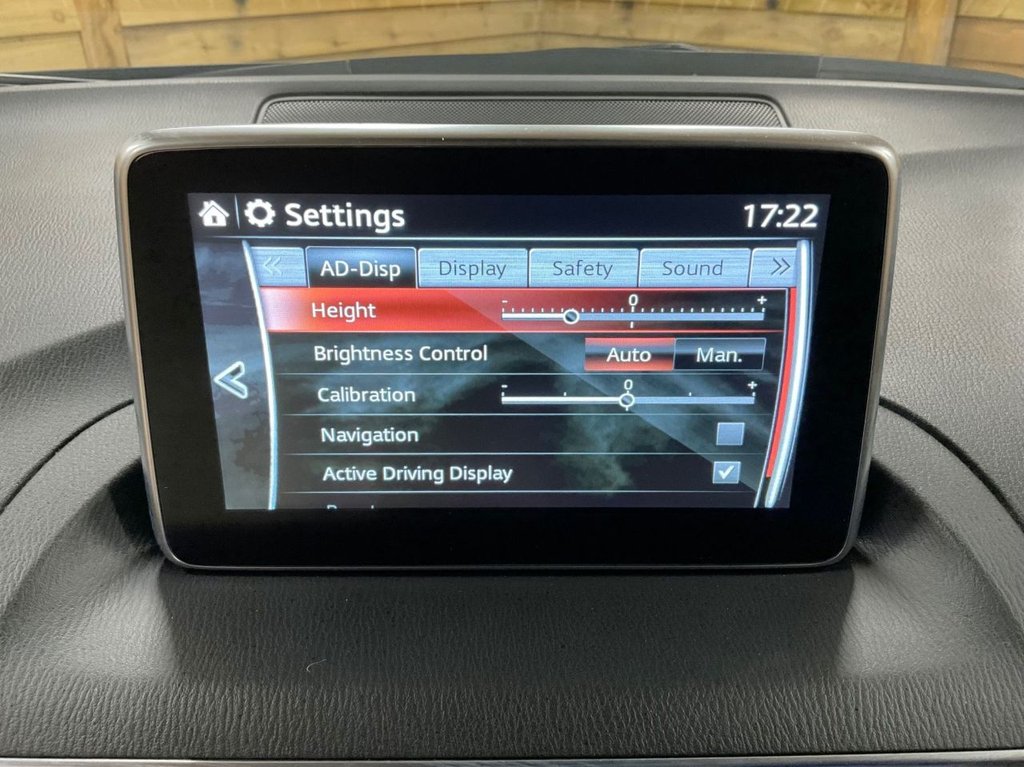 Settings 17:22
« AD-Disp Display Safety Sound »
Height - 0 +
Brightness Control Auto Man.
Calibration - 0 +
Navigation
Active Driving Display